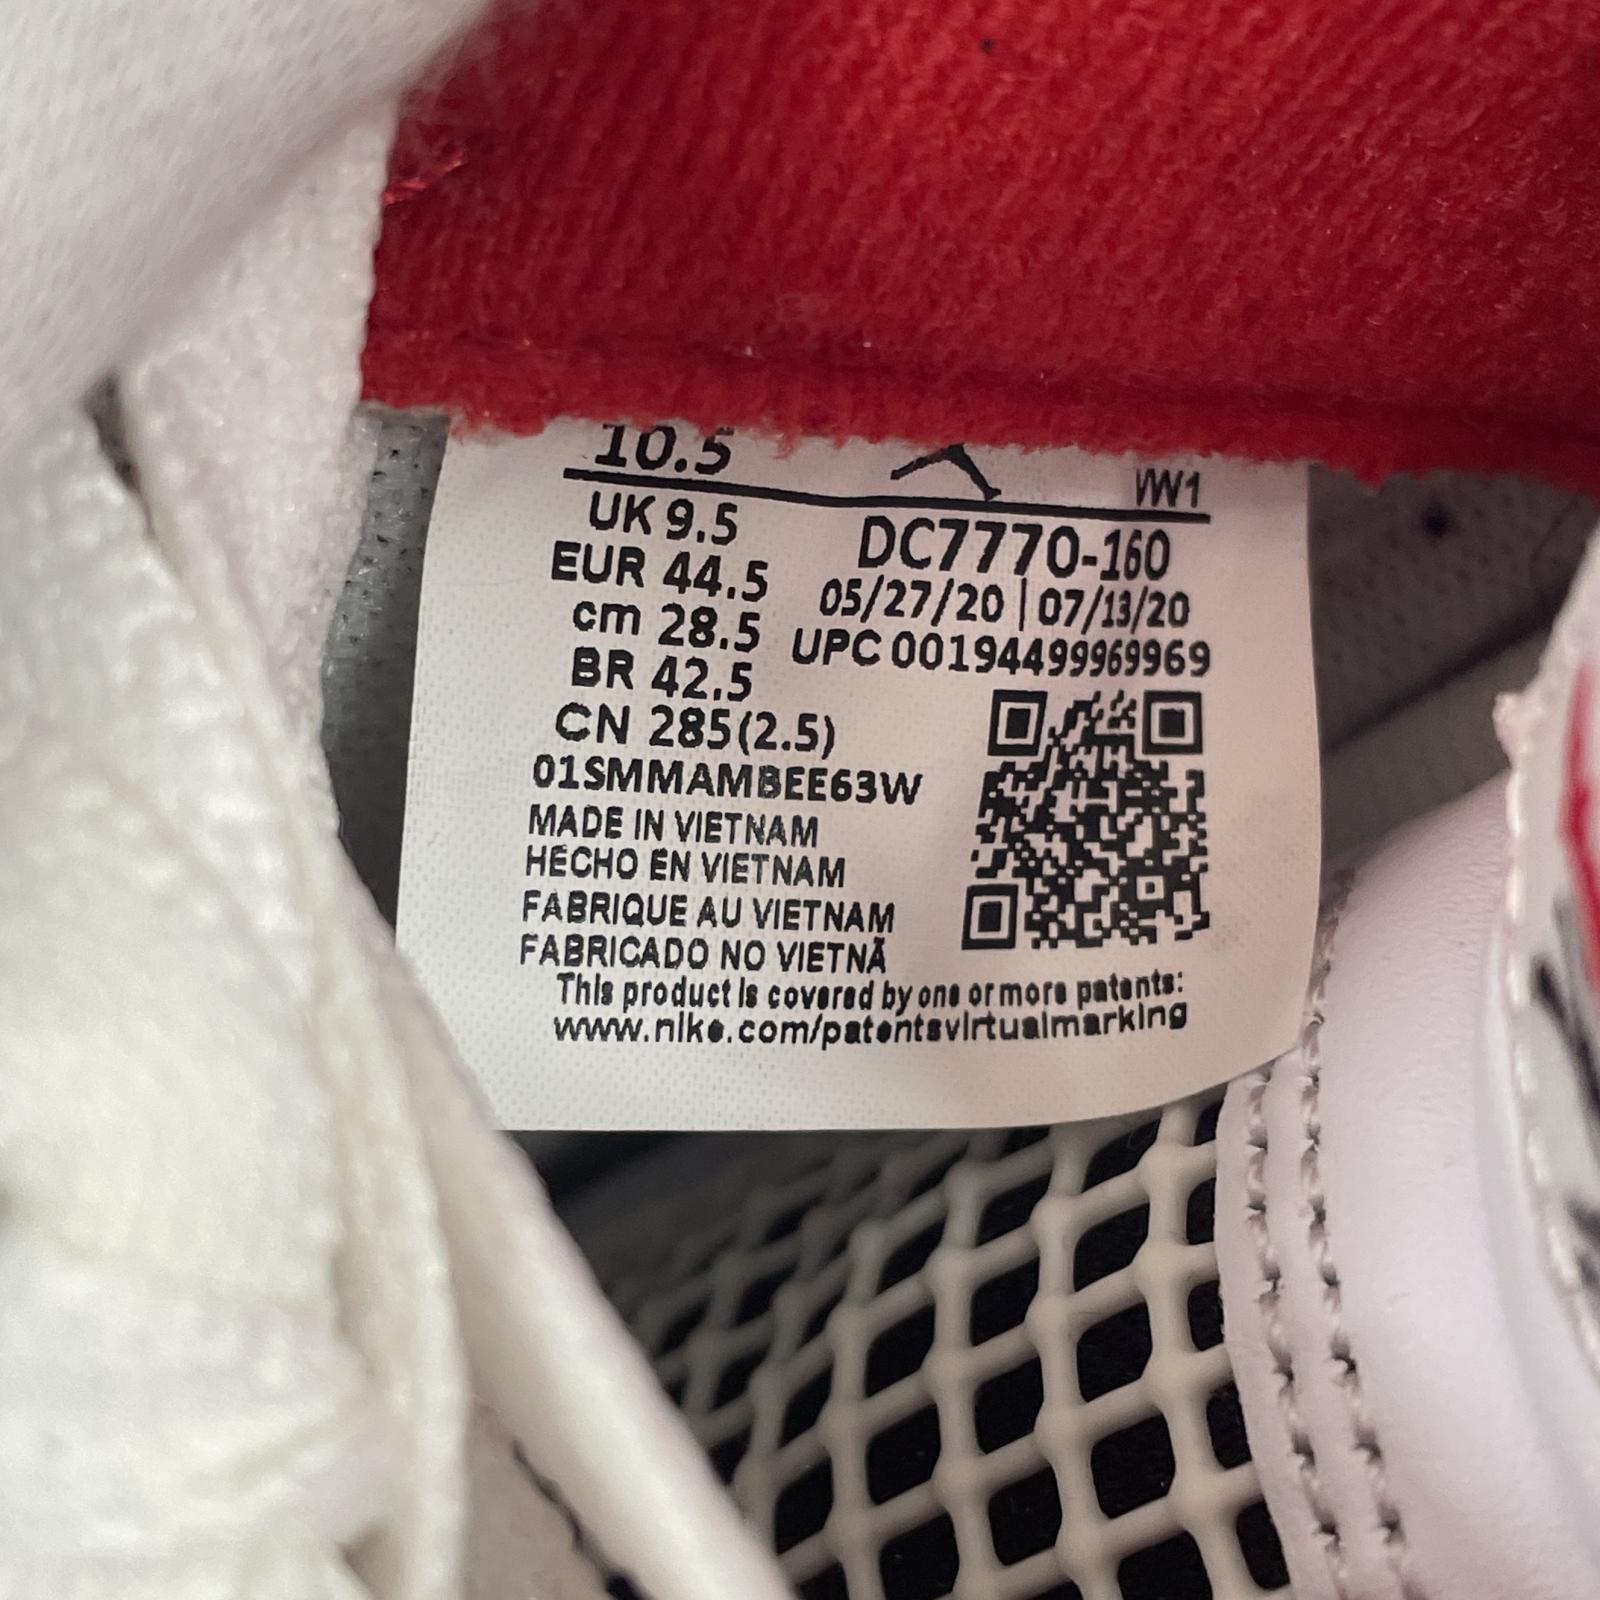 10.5
VW1
UK 9.5
EUR 44.5
cm 28.5
BR 42.5
CN 285(2.5)
DC7770-160
05/27/20 | 07/13/20
UPC 00194499969969
01SMMAMBEE63W
MADE IN VIETNAM
HECHO EN VIETNAM
FABRIQUE AU VIETNAM
FABRICADO NO VIETNÃ
This product is covered by one or more patents:
www.nike.com/patentsvirtualmarking